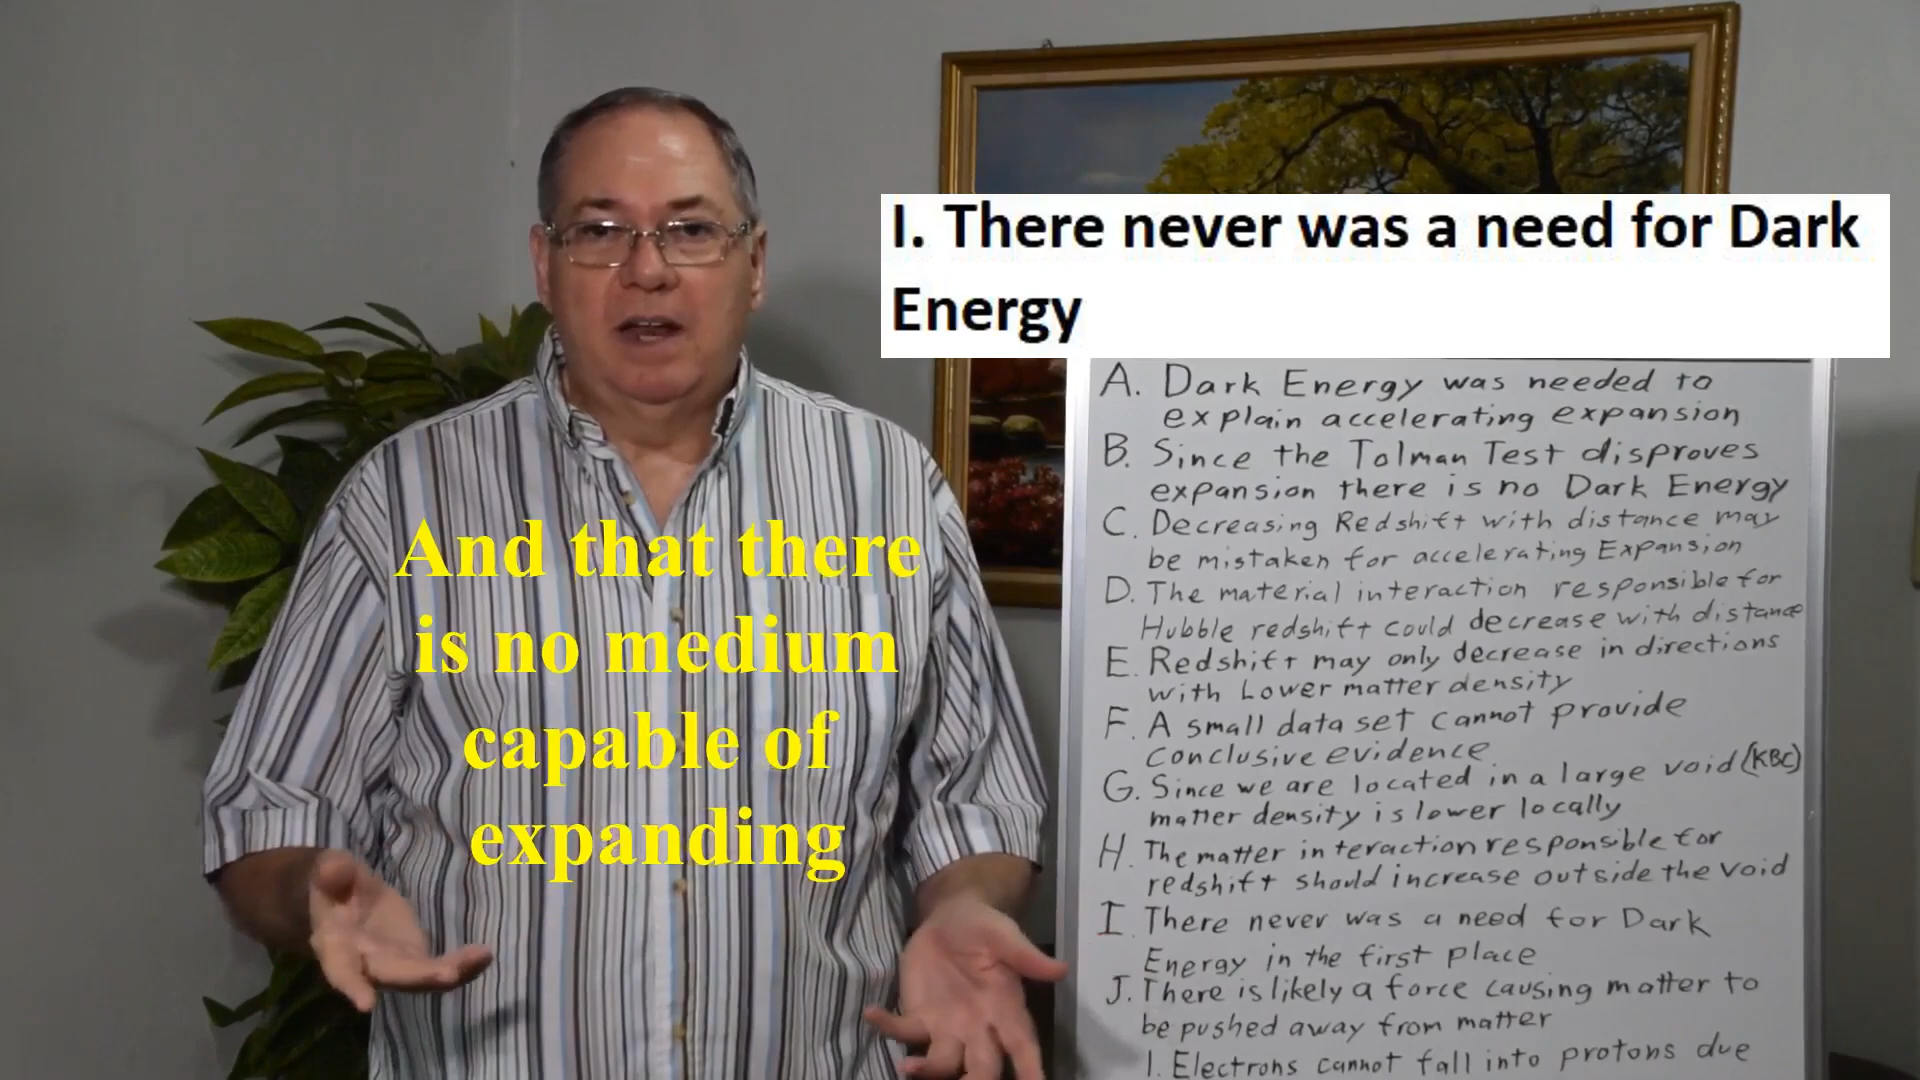 I. There never was a need for Dark
Energy
And that there
is no medium
capable of
expanding
A. Dark Energy was needed to
explain accelerating expansion
B. Since the Tolman Test disproves
expansion there is no Dark Energy
C. Decreasing Redshift with distance may
be mistaken for accelerating Expansion
D. The material interaction responsible for
Hubble redshift could decrease with distance
E. Redshift may only decrease in directions
with Lower matter density
F. A small data set cannot provide
conclusive evidence
G. Since we are located in a large void (KBC)
matter density is lower locally
H. The matter interaction responsible for
redshift should increase outside the void
I. There never was a need for Dark
Energy in the first place
J. There is likely a force causing matter to
be pushed away from matter
1. Electrons cannot fall into protons due